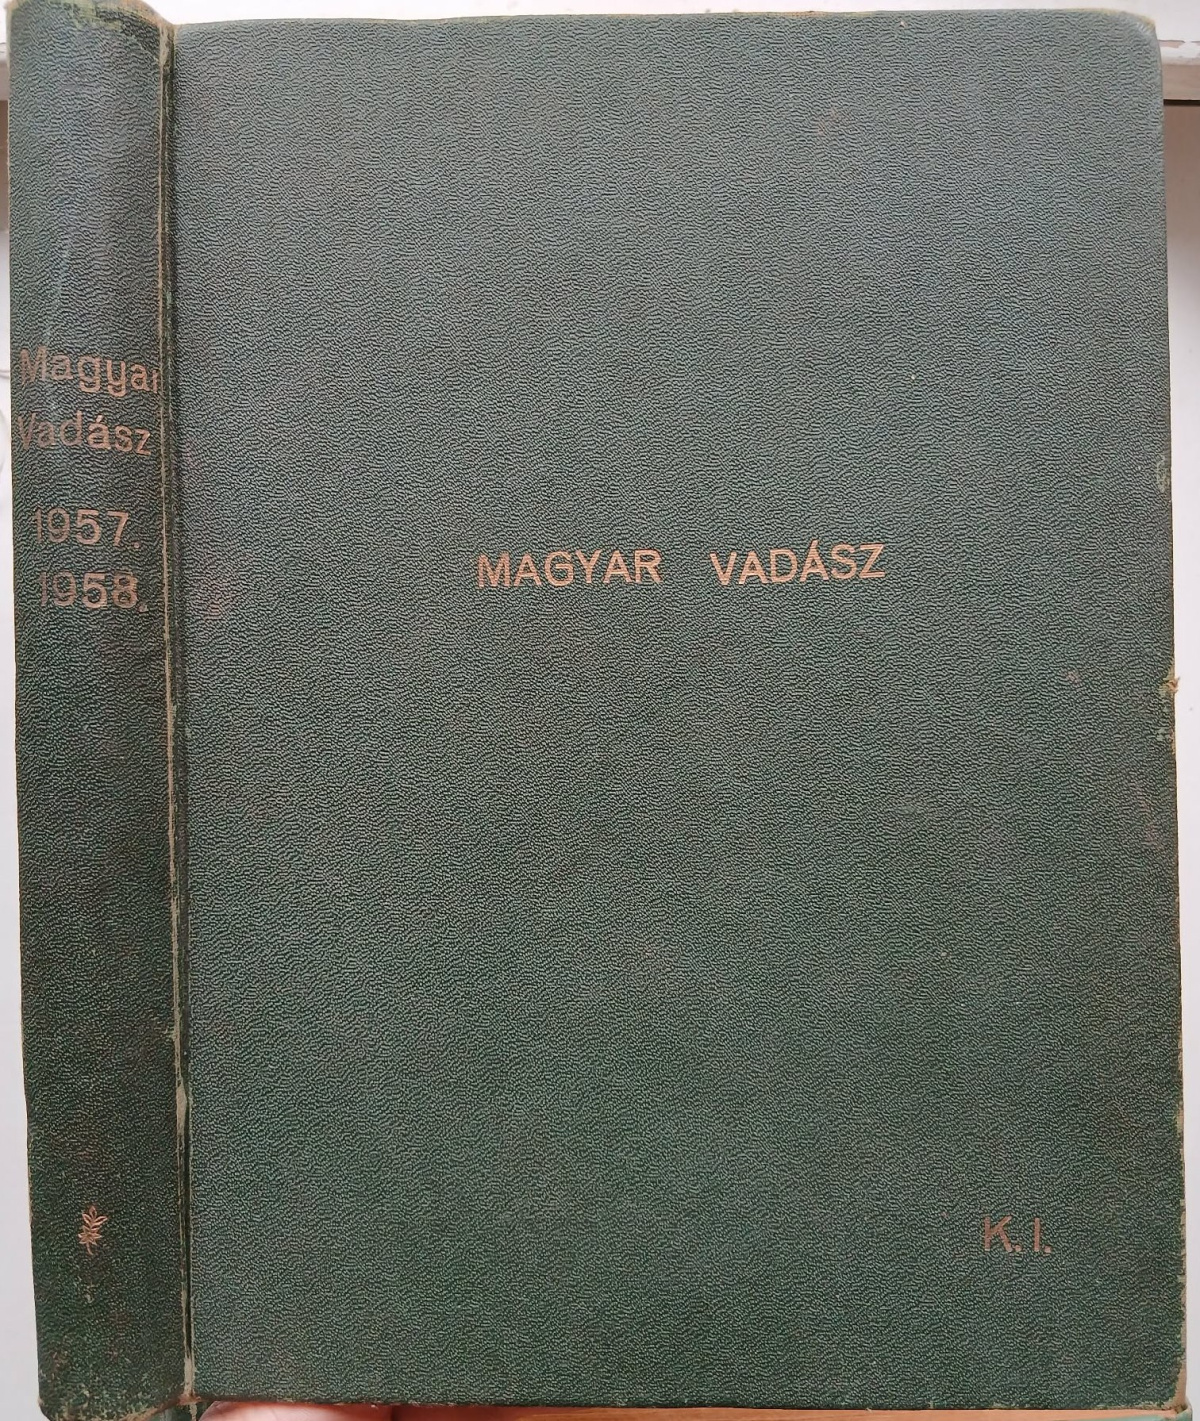 Magyar
Vadász
1957.
1958.
MAGYAR VADÁSZ
K. I.